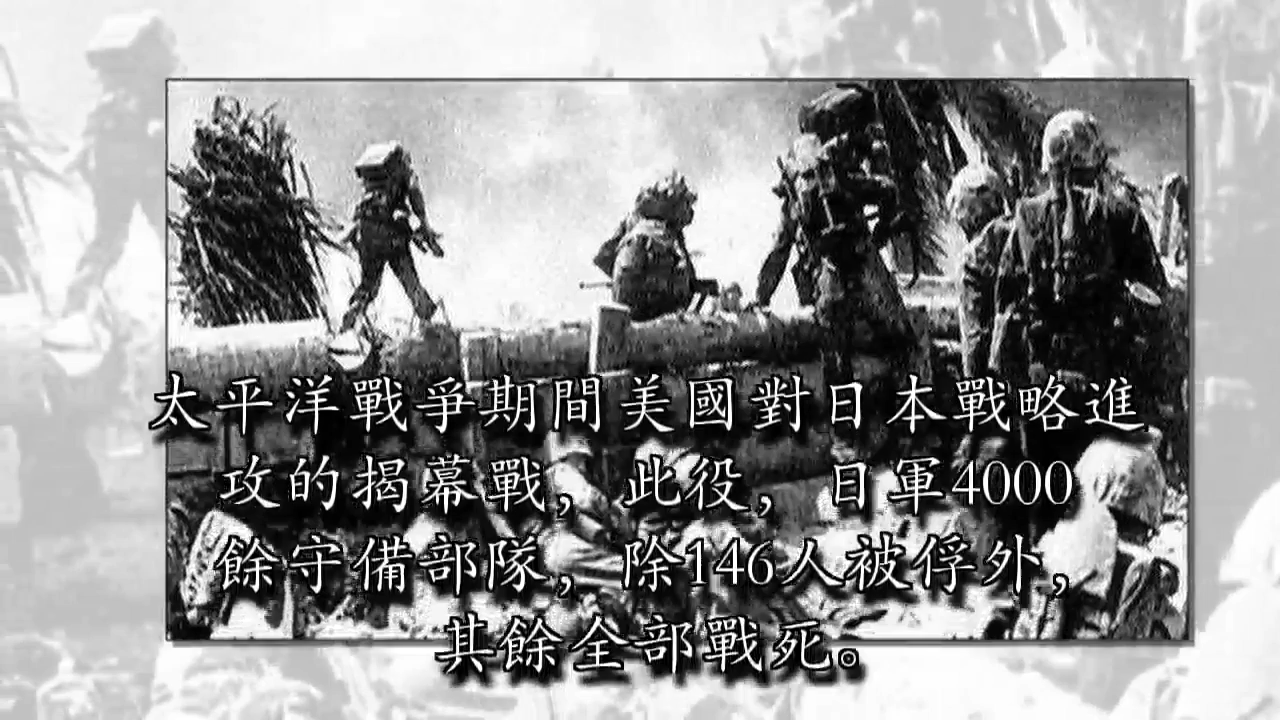 太平洋戰爭期間美國對日本戰略進
攻的揭幕戰，此役，日軍4000
餘守備部隊，除146人被俘外，
其餘全部戰死。